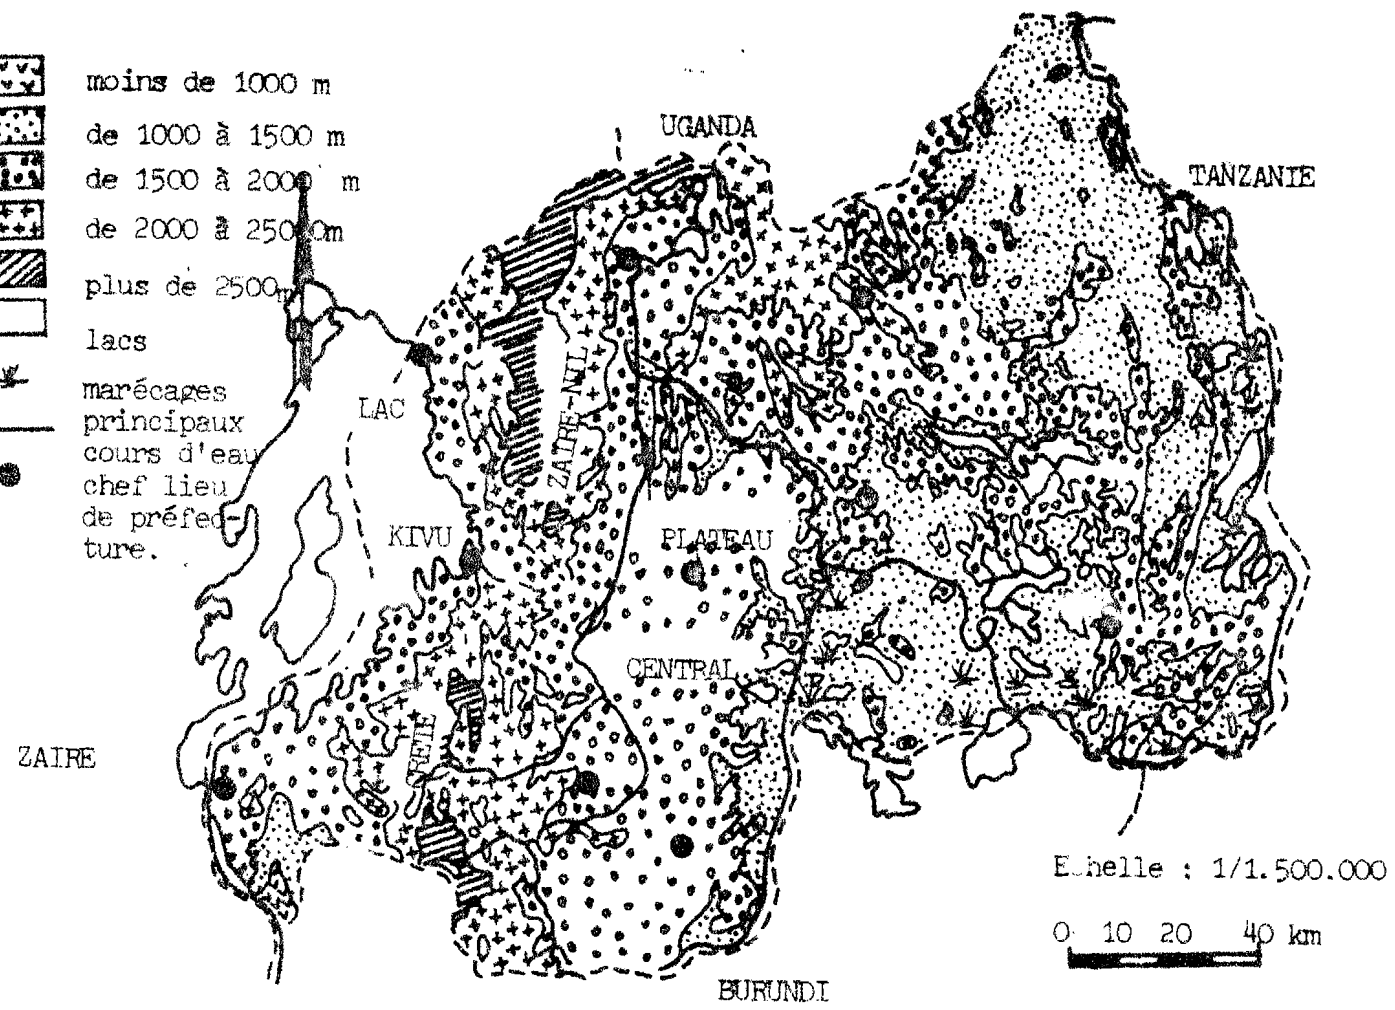 moins de 1000 m
de 1000 à 1500 m
de 1500 à 2000 m
de 2000 à 2500 m
plus de 2500m
lacs
marécages
principaux
cours d'eau
chef lieu
de préfec-
ture.
UGANDA
TANZANIE
LAC
KIVU
ZAIRE-NIL
CRETE
PLATEAU
CENTRAL
ZAIRE
BURUNDI
Echelle : 1/1.500.000
0 10 20 40 km